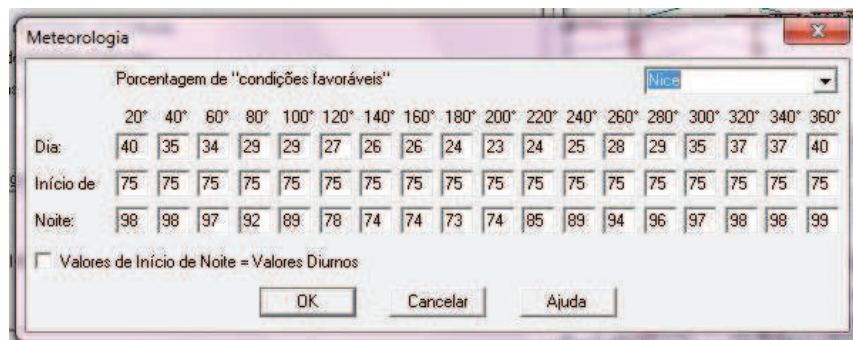 Meteorologia
Porcentagem de "condições favoráveis" Nice
20° 40° 60° 80° 100° 120° 140° 160° 180° 200° 220° 240° 260° 280° 300° 320° 340° 360°
Dia: 40 35 34 29 29 27 26 26 24 23 24 25 28 29 35 37 37 40
Início de 75 75 75 75 75 75 75 75 75 75 75 75 75 75 75 75 75 75
Noite: 98 98 97 92 89 78 74 74 73 74 85 89 94 96 97 98 98 99
Valores de Início de Noite = Valores Diurnos
OK Cancelar Ajuda